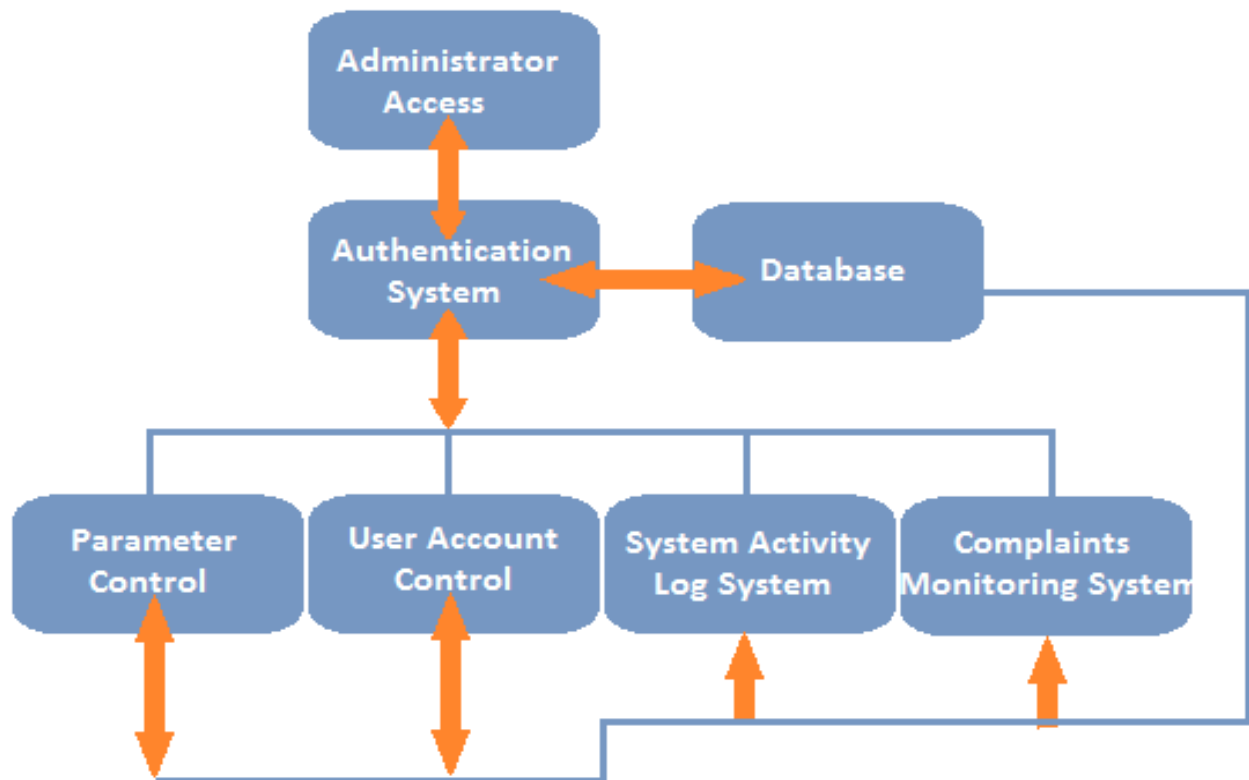 Administrator
Access
Authentication
System
Database
Parameter
Control
User Account
Control
System Activity
Log System
Complaints
Monitoring System